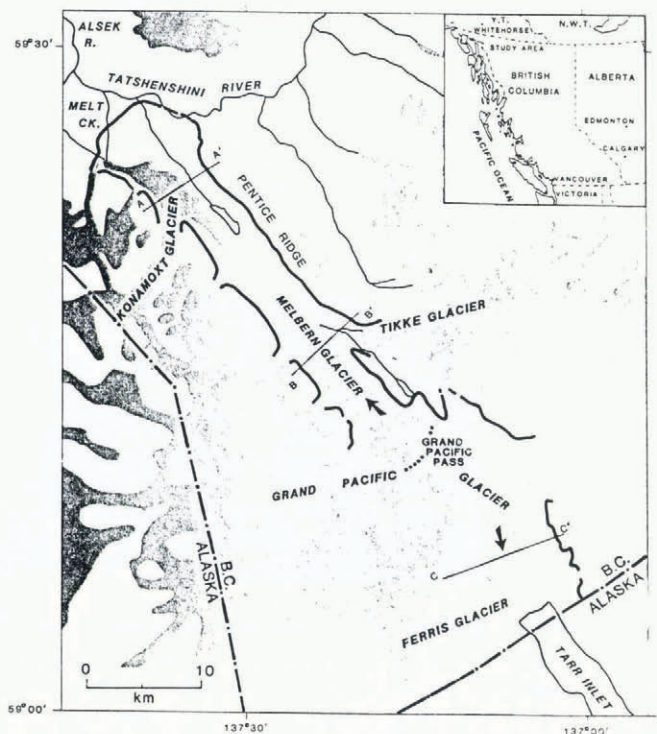 59° 30'
ALSEK
R.
TATSHENSHINI RIVER
MELT
CK.
A'
A
PENTICE RIDGE
KONAMOXT GLACIER
MELBERN GLACIER
B'
B
TIKKE GLACIER
GRAND
PACIFIC
PASS
GRAND PACIFIC GLACIER
C'
C
B.C.
ALASKA
B.C.
ALASKA
FERRIS GLACIER
TARR INLET
0 10
km
59° 00'
137° 30'
137° 00'
Y.T.
N.W.T.
WHITEHORSE
STUDY AREA
BRITISH
COLUMBIA
ALBERTA
EDMONTON
CALGARY
PACIFIC OCEAN
VANCOUVER
VICTORIA